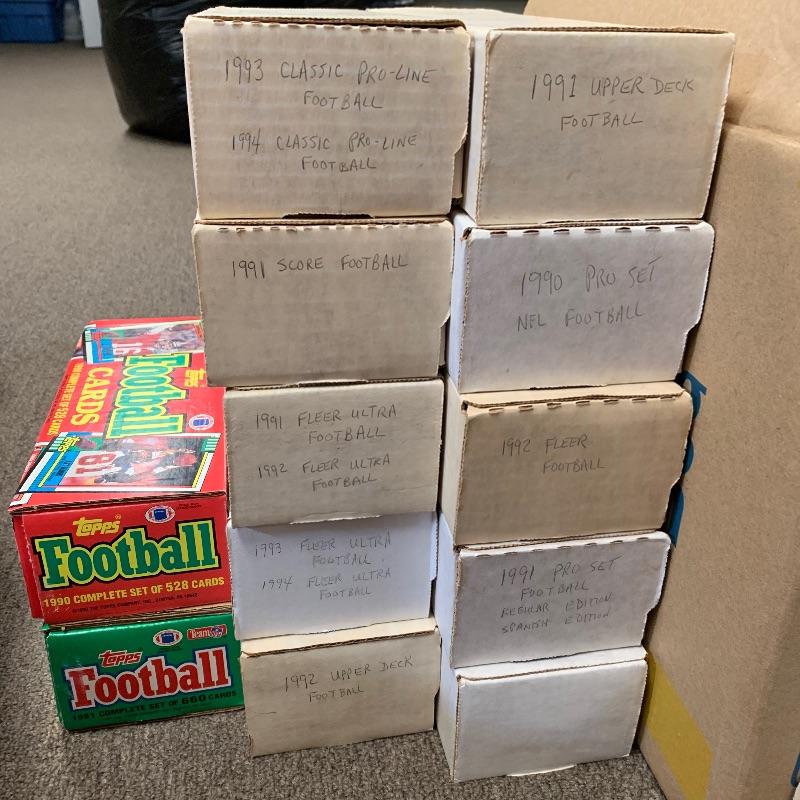 1993 CLASSIC PRO-LINE
FOOTBALL
1994 CLASSIC PRO-LINE
FOOTBALL
1991 UPPER DECK
FOOTBALL
1991 SCORE FOOTBALL
1990 PRO SET
NFL FOOTBALL
1991 FLEER ULTRA
FOOTBALL
1992 FLEER ULTRA
FOOTBALL
1992 FLEER
FOOTBALL
1993 FLEER ULTRA
FOOTBALL
1994 FLEER ULTRA
FOOTBALL
1991 PRO SET
FOOTBALL
REGULAR EDITION
SPANISH EDITION
1992 UPPER DECK
FOOTBALL
topps
Football
CARDS
topps
Football
1990 COMPLETE SET OF 528 CARDS
topps
Football
1991 COMPLETE SET OF 660 CARDS